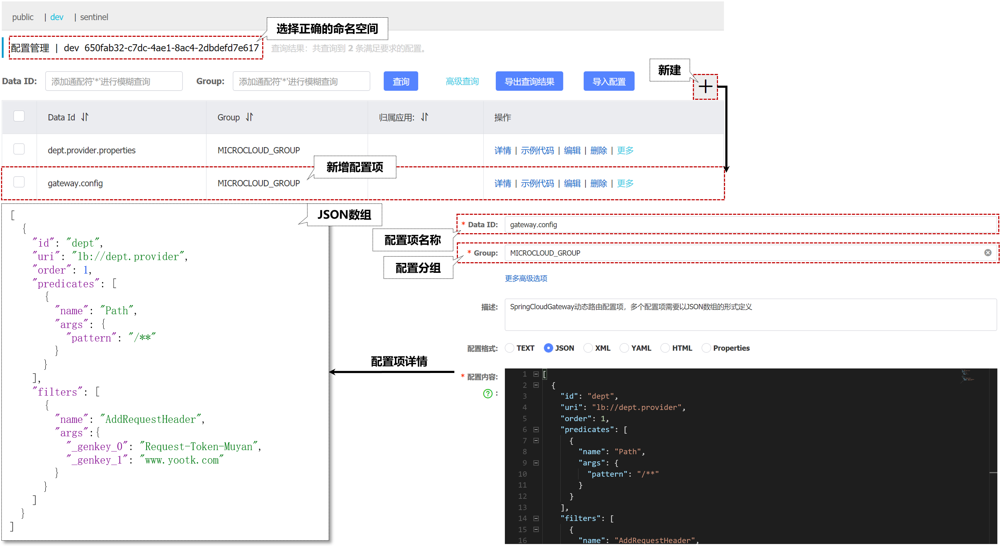 public | dev | sentinel
选择正确的命名空间
配置管理 | dev 650fab32-c7dc-4ae1-8ac4-2dbdefd7e617 查询结果：共查询到 2 条满足要求的配置。
新建
Data ID: 添加通配符'*'进行模糊查询 Group: 添加通配符'*'进行模糊查询 查询 高级查询 导出查询结果 导入配置
Data Id Group 归属应用: 操作
dept.provider.properties MICROCLOUD_GROUP 详情 | 示例代码 | 编辑 | 删除 | 更多
新增配置项
gateway.config MICROCLOUD_GROUP 详情 | 示例代码 | 编辑 | 删除 | 更多
JSON数组
[
{
"id": "dept",
"uri": "lb://dept.provider",
"order": 1,
"predicates": [
{
"name": "Path",
"args": {
"pattern": "/**"
}
}
],
"filters": [
{
"name": "AddRequestHeader",
"args":{
"_genkey_0": "Request-Token-Muyan",
"_genkey_1": "www.yootk.com"
}
}
]
}
]
* Data ID: gateway.config
配置项名称
* Group: MICROCLOUD_GROUP
配置分组
更多高级选项
描述: SpringCloudGateway动态路由配置项，多个配置项需要以JSON数组的形式定义
配置格式: TEXT JSON XML YAML HTML Properties
配置项详情
* 配置内容:
? :
1 [
2 {
3 "id": "dept",
4 "uri": "lb://dept.provider",
5 "order": 1,
6 "predicates": [
7 {
8 "name": "Path",
9 "args": {
10 "pattern": "/**"
11 }
12 }
13 ],
14 "filters": [
15 {
16 "name": "AddRequestHeader",